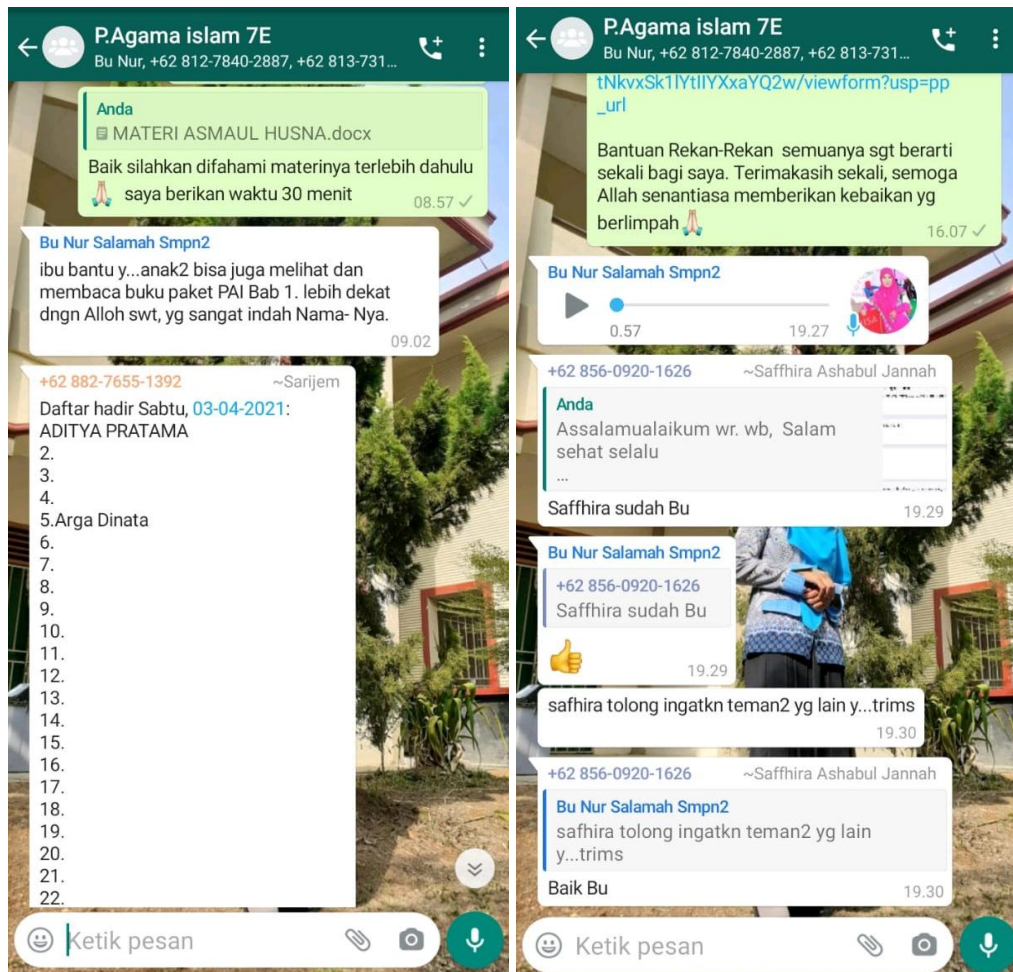 P.Agama islam 7E
Bu Nur, +62 812-7840-2887, +62 813-731...
Anda
MATERI ASMAUL HUSNA.docx
Baik silahkan difahami materinya terlebih dahulu
🙏🏻 saya berikan waktu 30 menit
08.57
Bu Nur Salamah Smpn2
ibu bantu y...anak2 bisa juga melihat dan
membaca buku paket PAI Bab 1. lebih dekat
dngn Alloh swt, yg sangat indah Nama- Nya.
09.02
+62 882-7655-1392 ~Sarijem
Daftar hadir Sabtu, 03-04-2021:
ADITYA PRATAMA
2.
3.
4.
5.Arga Dinata
6.
7.
8.
9.
10.
11.
12.
13.
14.
15.
16.
17.
18.
19.
20.
21.
22.
Ketik pesan
P.Agama islam 7E
Bu Nur, +62 812-7840-2887, +62 813-731...
tNkvxSk1lYtIIYXxaYQ2w/viewform?usp=pp
_url
Bantuan Rekan-Rekan semuanya sgt berarti
sekali bagi saya. Terimakasih sekali, semoga
Allah senantiasa memberikan kebaikan yg
berlimpah🙏🏻
16.07
Bu Nur Salamah Smpn2
0.57 19.27
+62 856-0920-1626 ~Saffhira Ashabul Jannah
Anda
Assalamualaikum wr. wb, Salam
sehat selalu
...
Saffhira sudah Bu
19.29
Bu Nur Salamah Smpn2
+62 856-0920-1626
Saffhira sudah Bu
👍
19.29
safhira tolong ingatkn teman2 yg lain y...trims
19.30
+62 856-0920-1626 ~Saffhira Ashabul Jannah
Bu Nur Salamah Smpn2
safhira tolong ingatkn teman2 yg lain
y...trims
Baik Bu
19.30
Ketik pesan